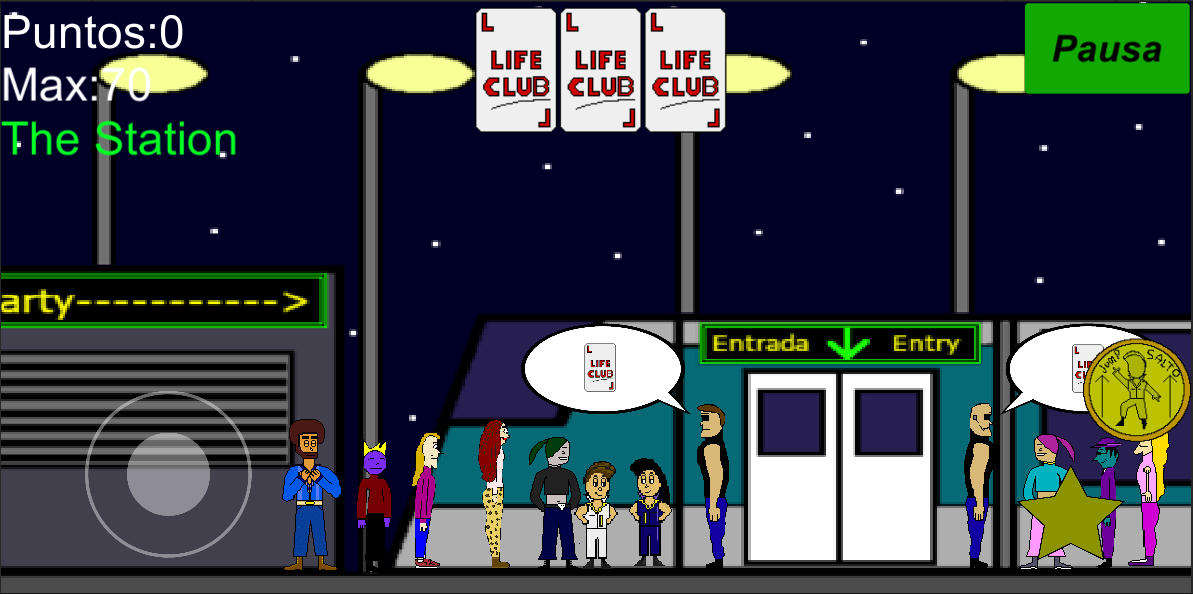 Puntos:0
Max:70
The Station
L
LIFE
CLUB
L
L
LIFE
CLUB
L
L
LIFE
CLUB
L
Pausa
arty----------->
Entrada
Entry
L
LIFE
CLUB
L
JUMP
SALTO